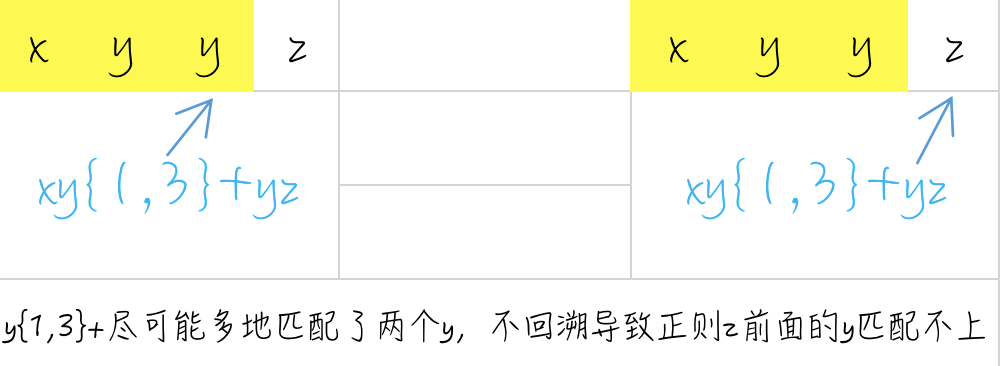 x y y z x y y z
xy{1,3}+yz xy{1,3}+yz
y{1,3}+尽可能多地匹配了两个y, 不回溯导致正则z前面的y匹配不上